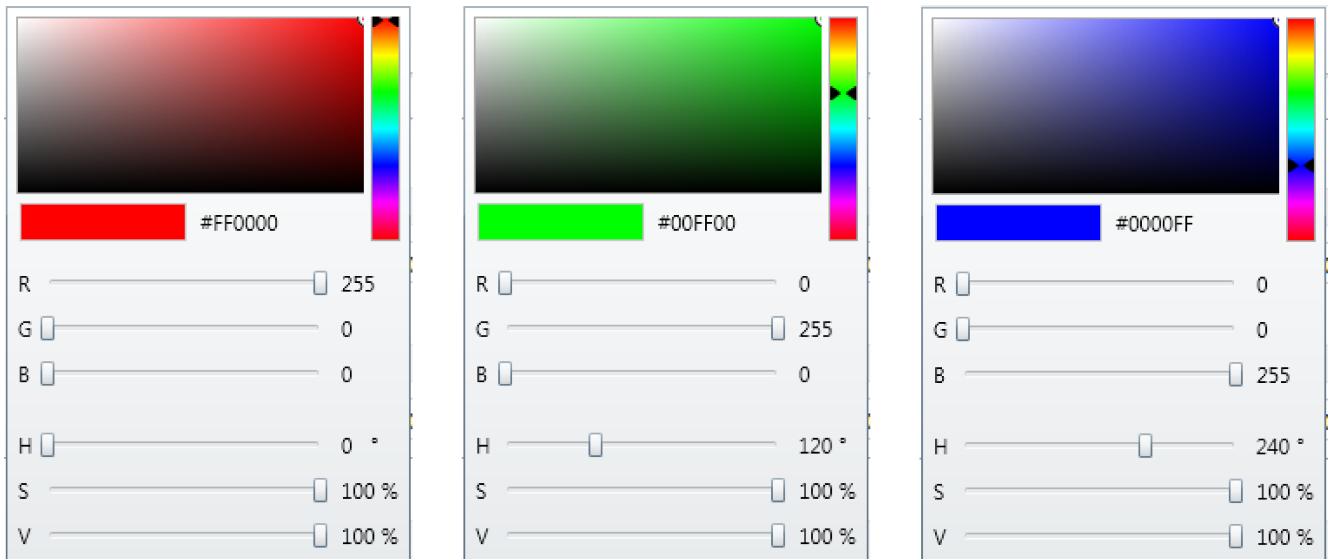 #FF0000
R 255
G 0
B 0
H 0 °
S 100 %
V 100 %
#00FF00
R 0
G 255
B 0
H 120 °
S 100 %
V 100 %
#0000FF
R 0
G 0
B 255
H 240 °
S 100 %
V 100 %